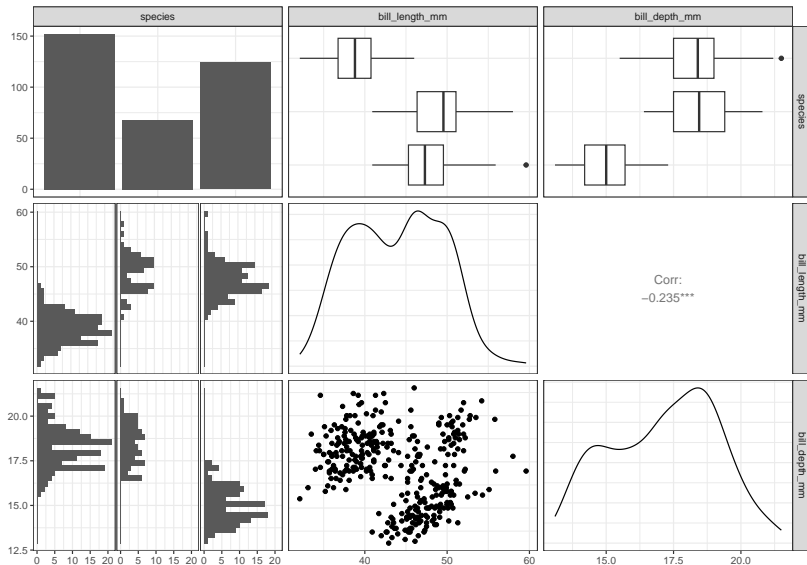 species
bill_length_mm
bill_depth_mm
150
100
50
0
species
60
50
40
Corr:
−0.235***
bill_length_mm
20.0
17.5
15.0
12.5
bill_depth_mm
0 5 10 15 20
0 5 10 15 20
0 5 10 15 20
40 50 60
15.0 17.5 20.0